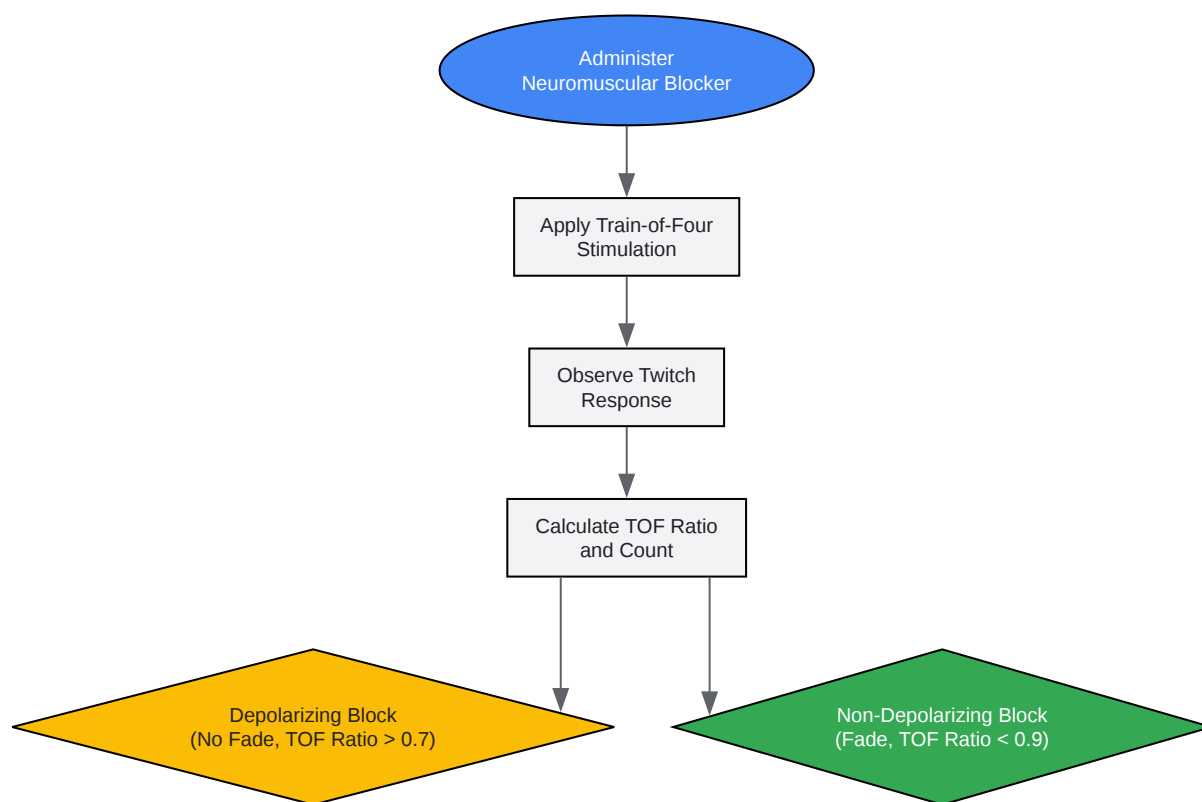 Administer
Neuromuscular Blocker
Apply Train-of-Four
Stimulation
Observe Twitch
Response
Calculate TOF Ratio
and Count
Depolarizing Block
(No Fade, TOF Ratio > 0.7)
Non-Depolarizing Block
(Fade, TOF Ratio < 0.9)